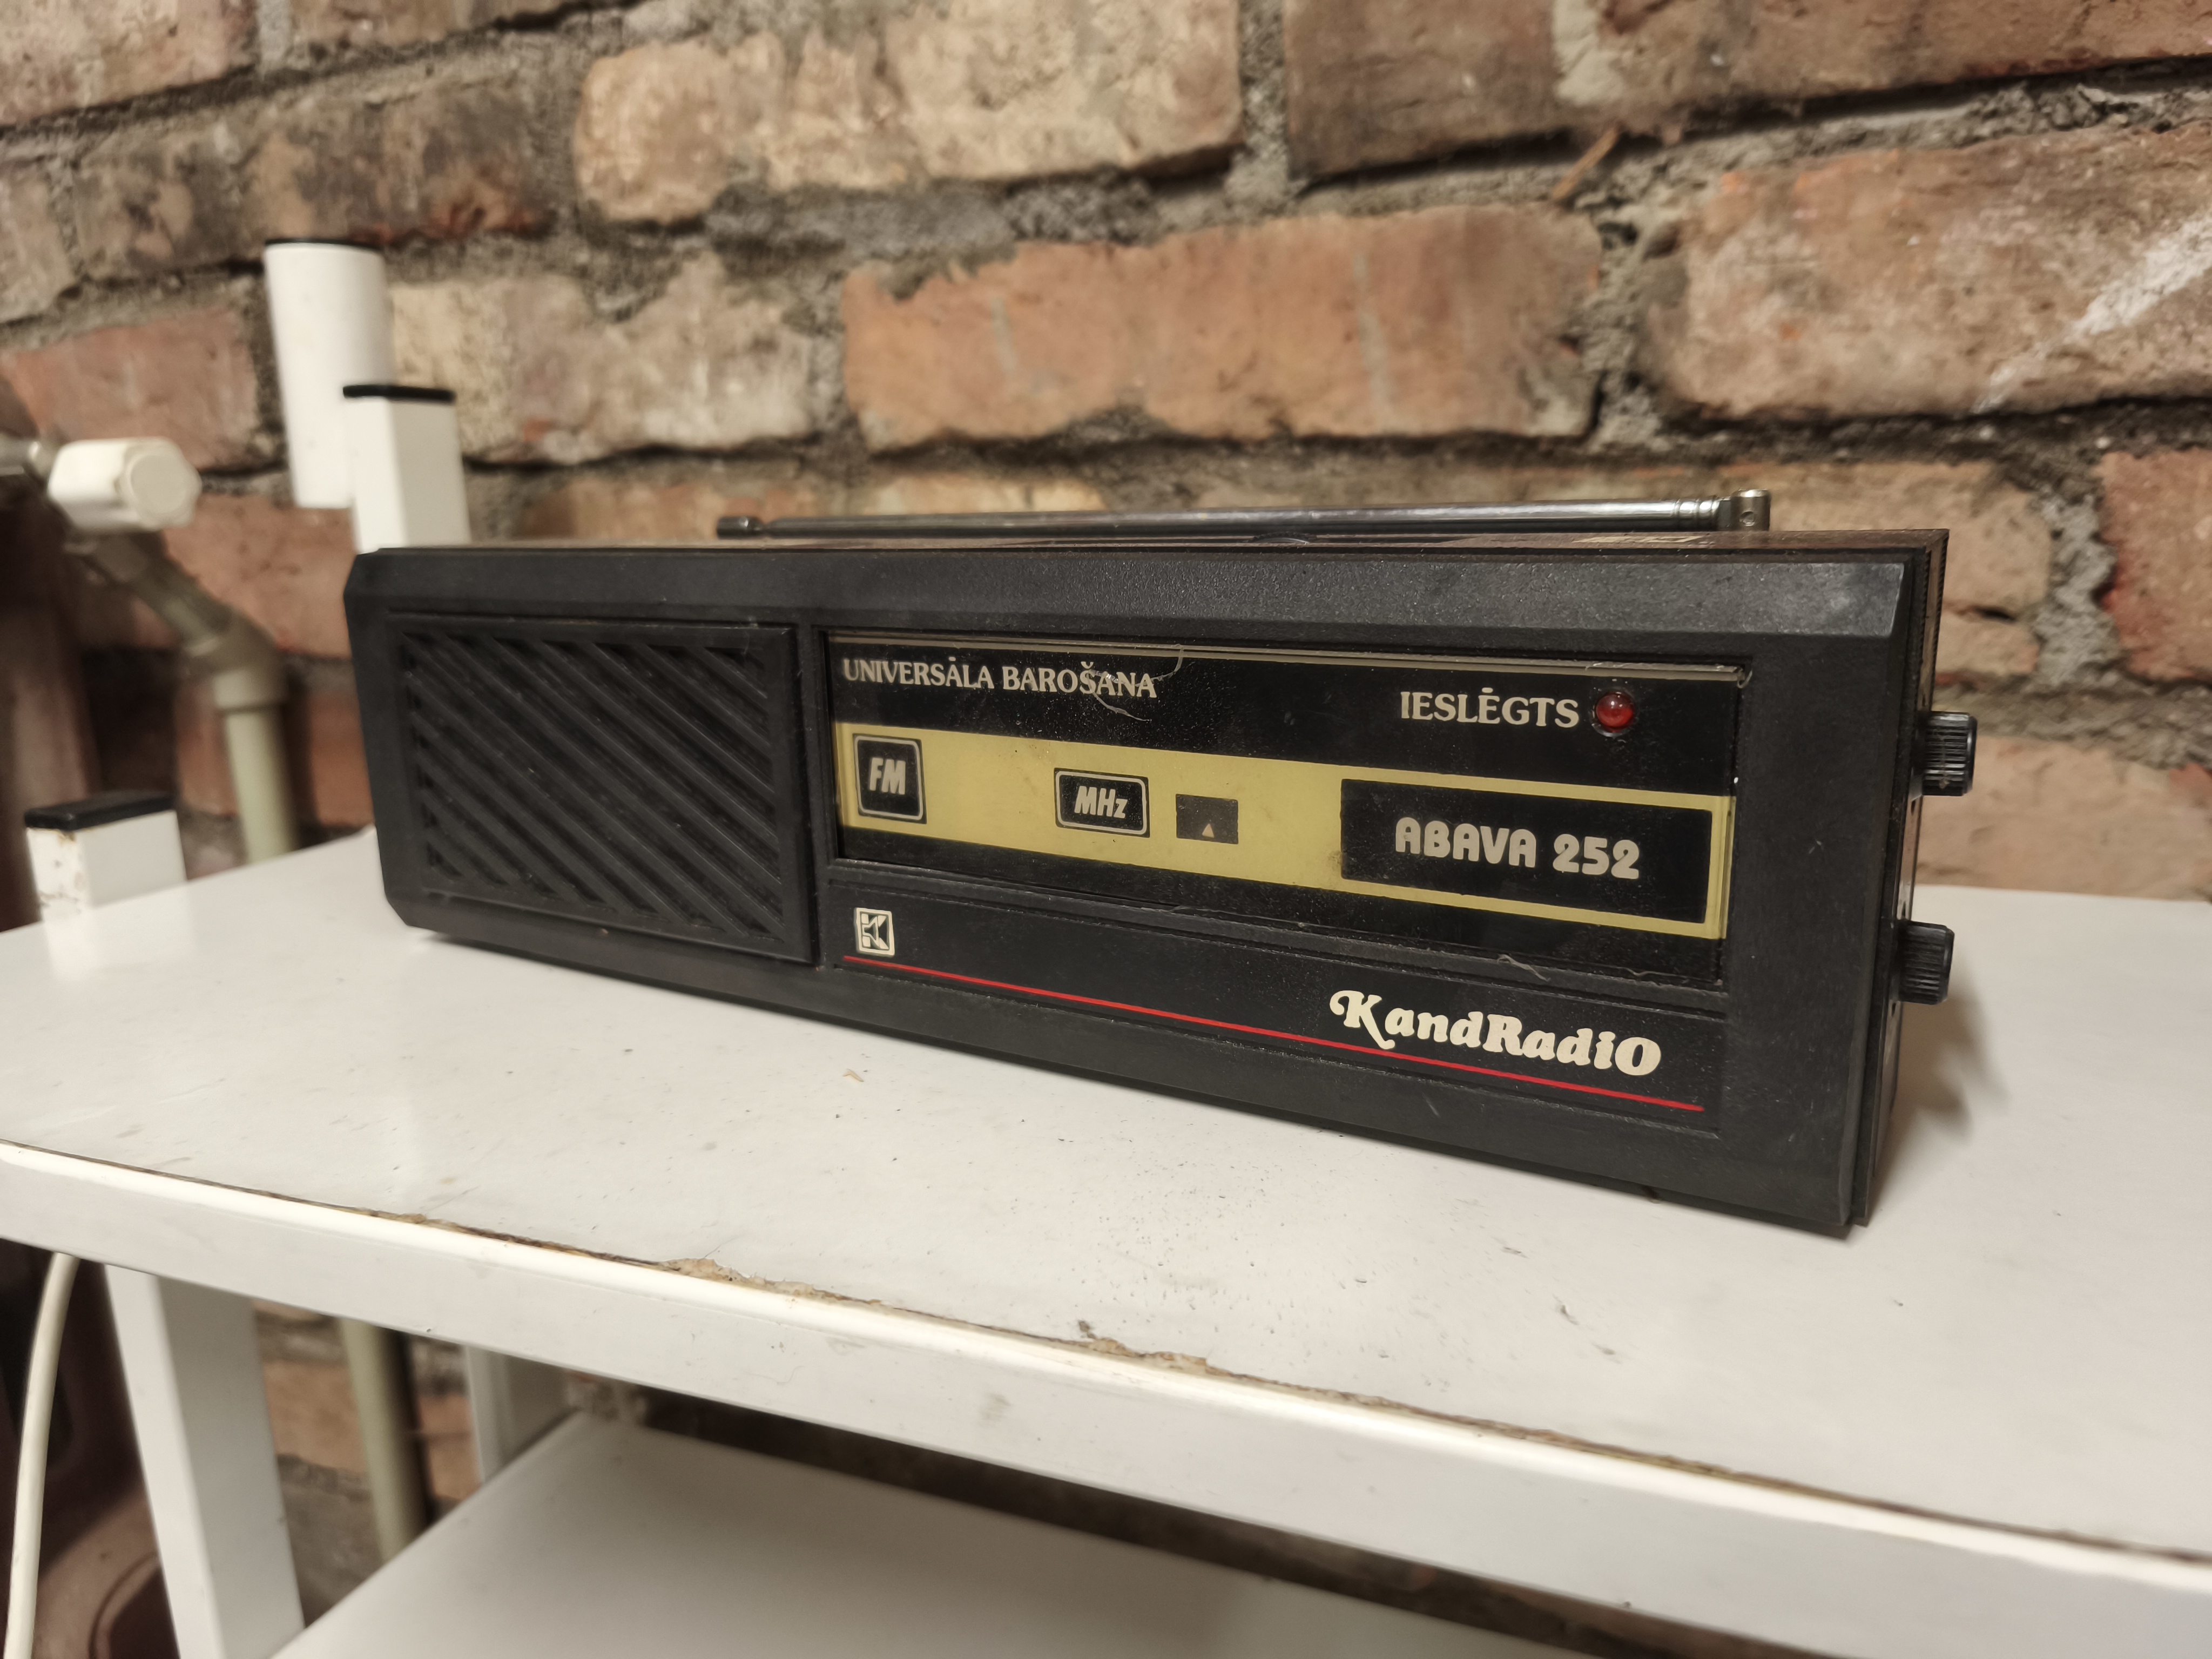 UNIVERSĀLA BAROŠANA
IESLĒGTS
FM
MHz
ABAVA 252
K
KandRadiO